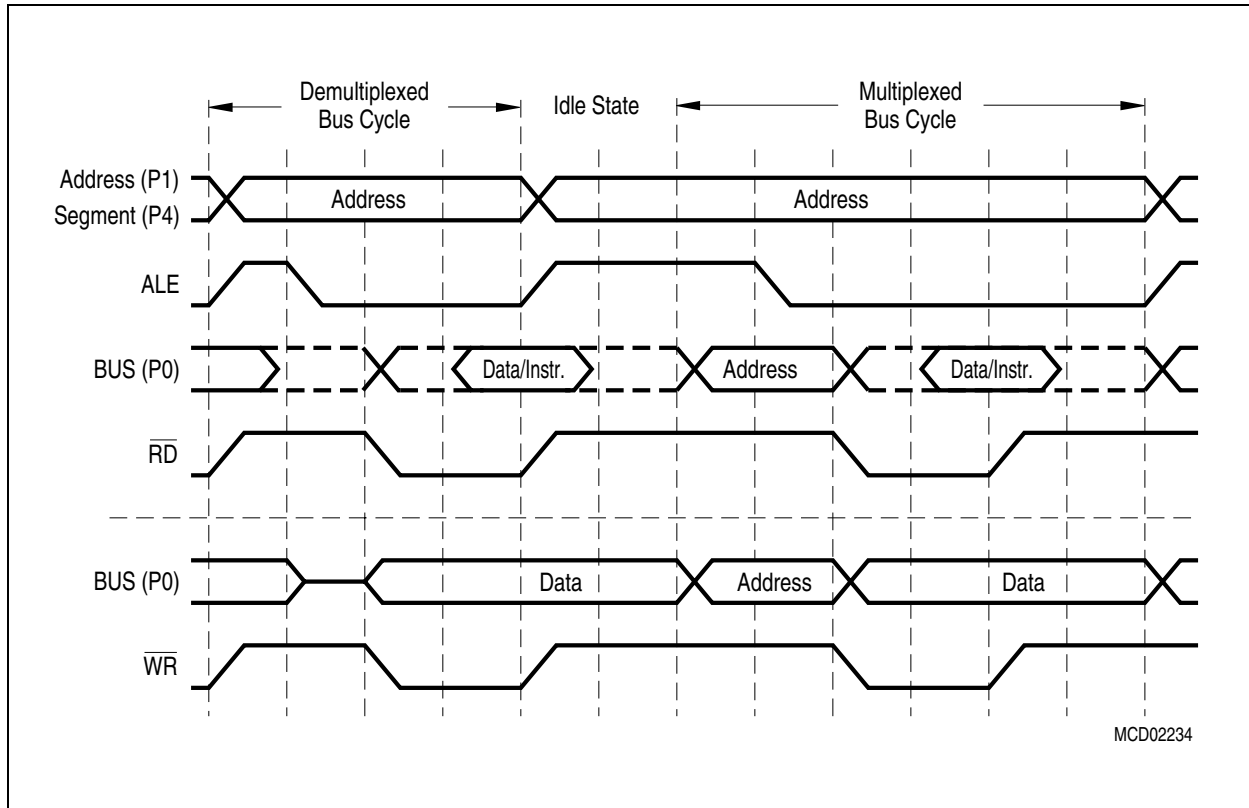 Demultiplexed
Bus Cycle
Idle State
Multiplexed
Bus Cycle
Address (P1)
Segment (P4)
Address
Address
ALE
BUS (P0)
Data/Instr.
Address
Data/Instr.
RD
BUS (P0)
Data
Address
Data
WR
MCD02234